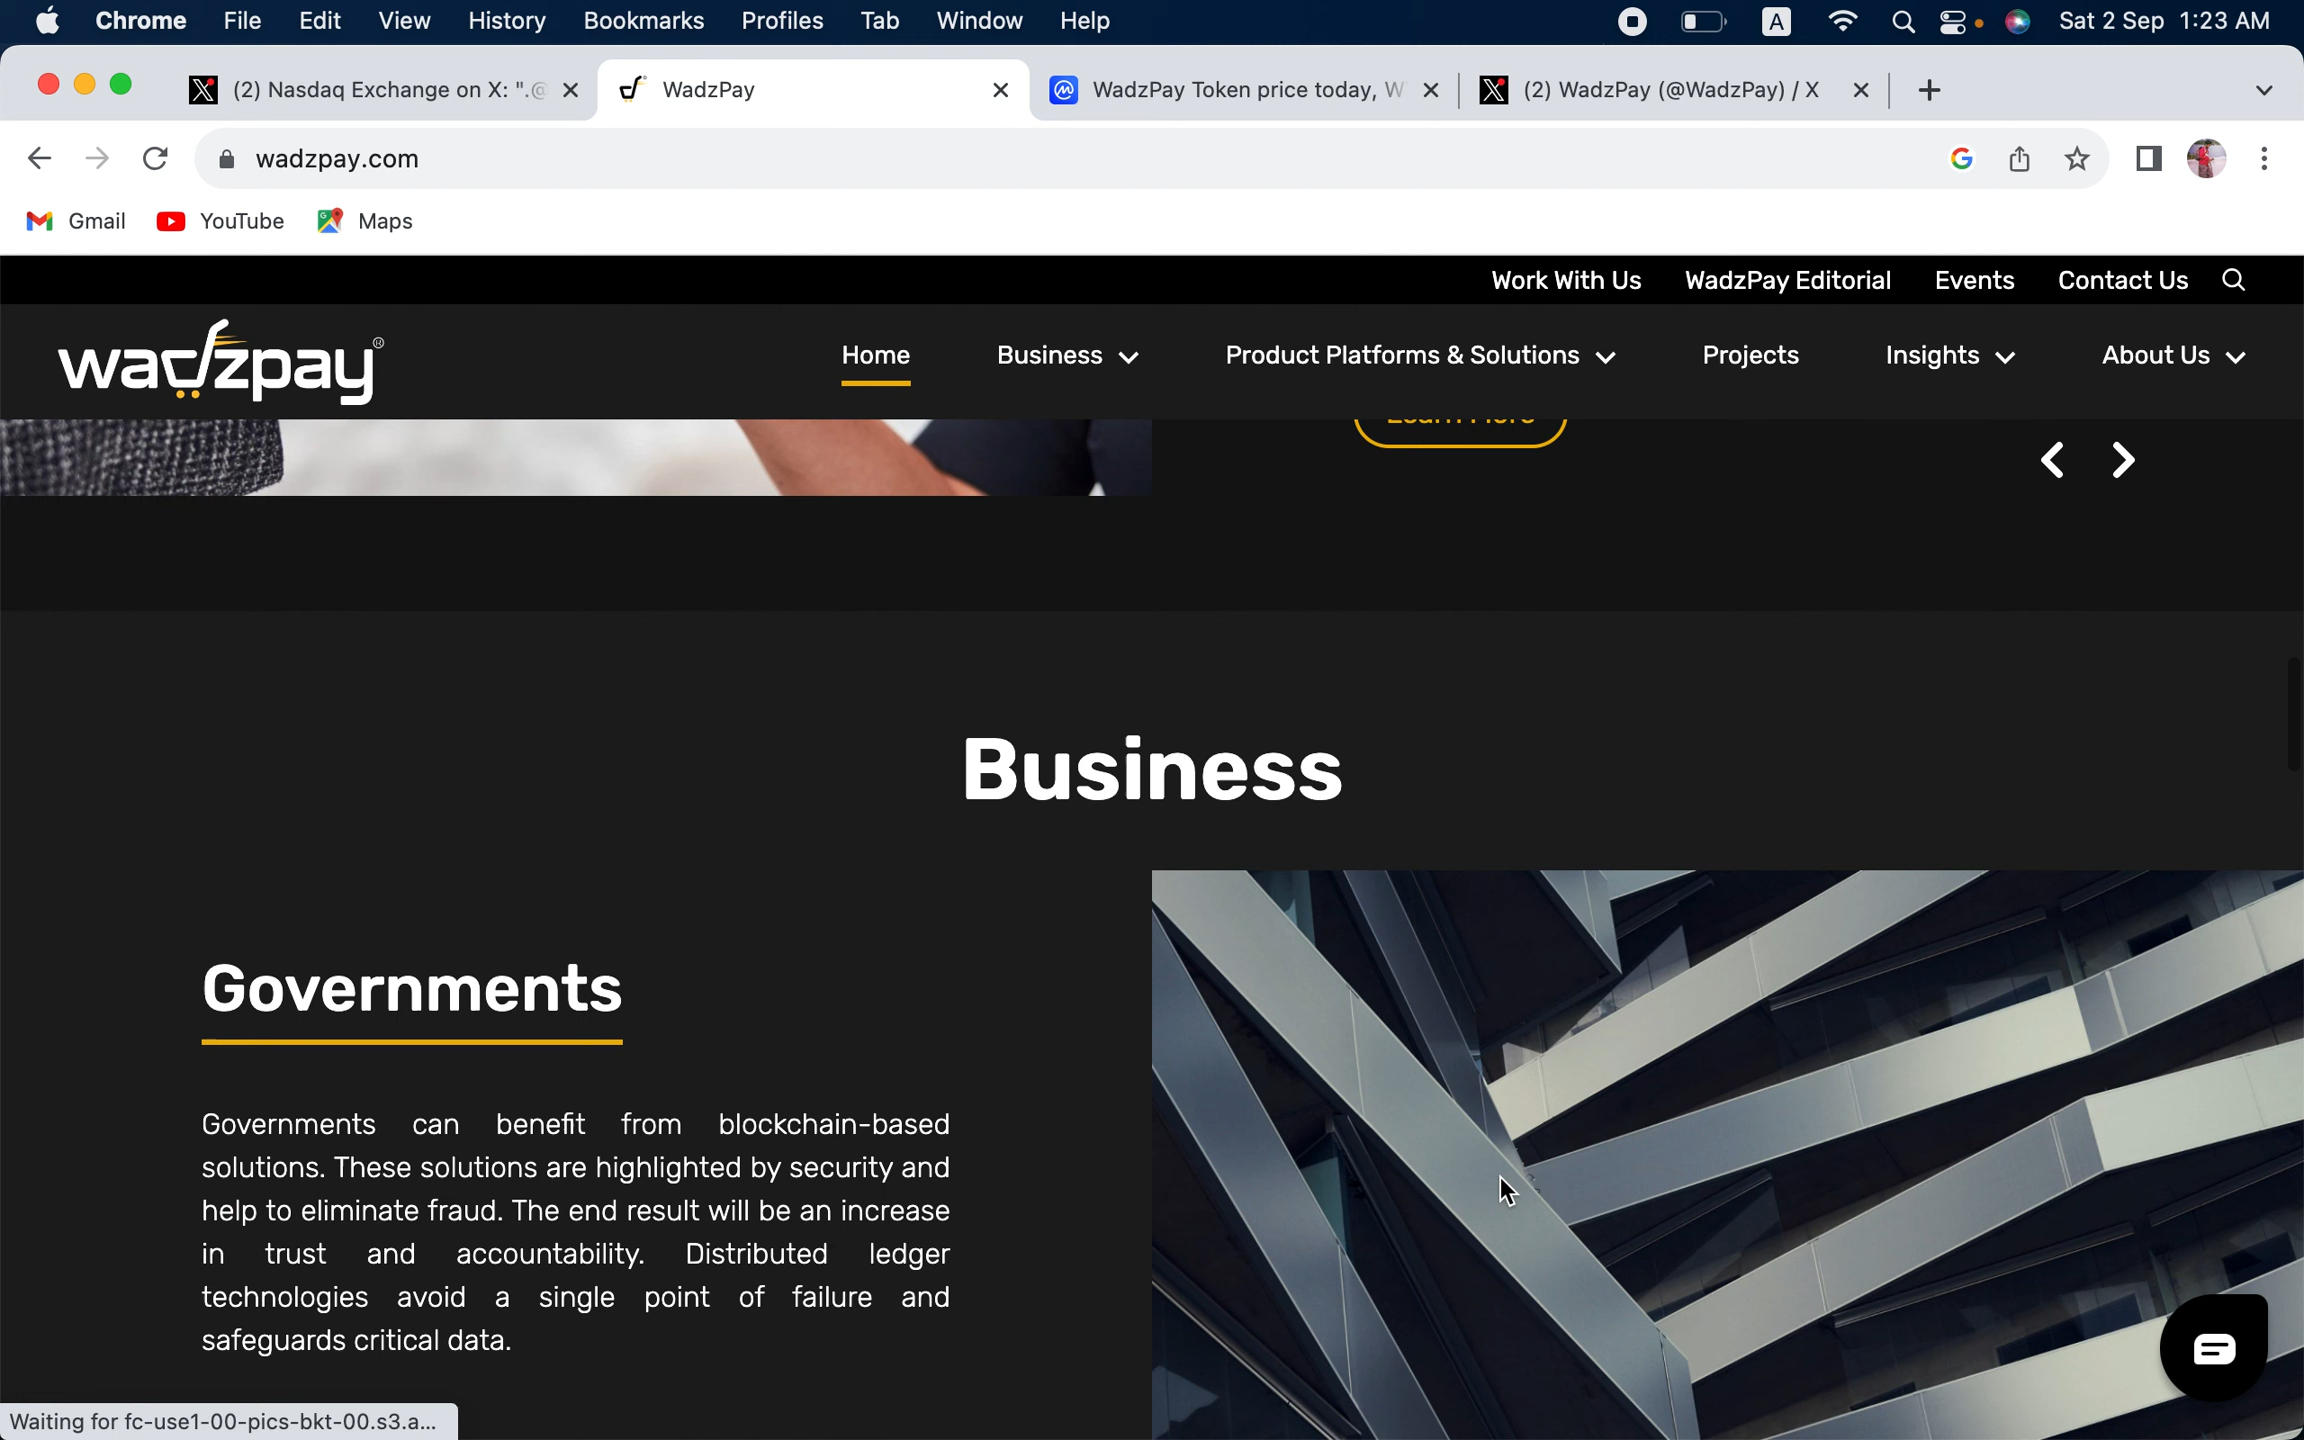 Chrome File Edit View History Bookmarks Profiles Tab Window Help A Sat 2 Sep 1:23 AM
(2) Nasdaq Exchange on X: ".@ WadzPay WadzPay Token price today, W (2) WadzPay (@WadzPay) / X
wadzpay.com
Gmail YouTube Maps
Work With Us WadzPay Editorial Events Contact Us
wadzpay®
Home Business Product Platforms & Solutions Projects Insights About Us
Learn More
Business
Governments
Governments can benefit from blockchain-based
solutions. These solutions are highlighted by security and
help to eliminate fraud. The end result will be an increase
in trust and accountability. Distributed ledger
technologies avoid a single point of failure and
safeguards critical data.
Waiting for fc-use1-00-pics-bkt-00.s3.a...